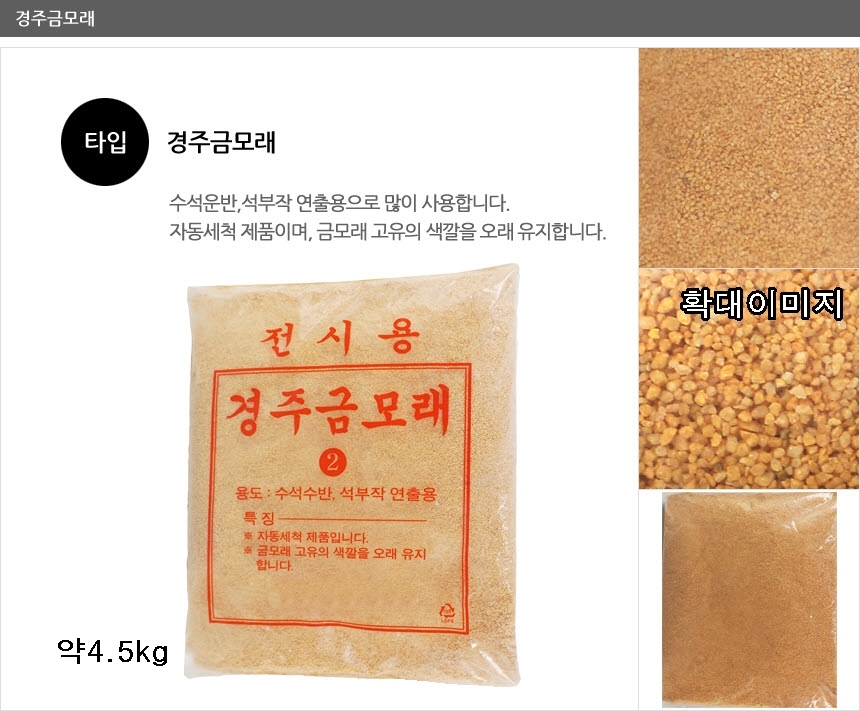 경주금모래
타입
경주금모래
수석운반,석부작 연출용으로 많이 사용합니다.
자동세척 제품이며, 금모래 고유의 색깔을 오래 유지합니다.
확대이미지
전 시 용
경주금모래
2
용도 : 수석수반, 석부작 연출용
특 징
※ 자동세척 제품입니다.
※ 금모래 고유의 색깔을 오래 유지
합니다.
LDPE
약4.5kg